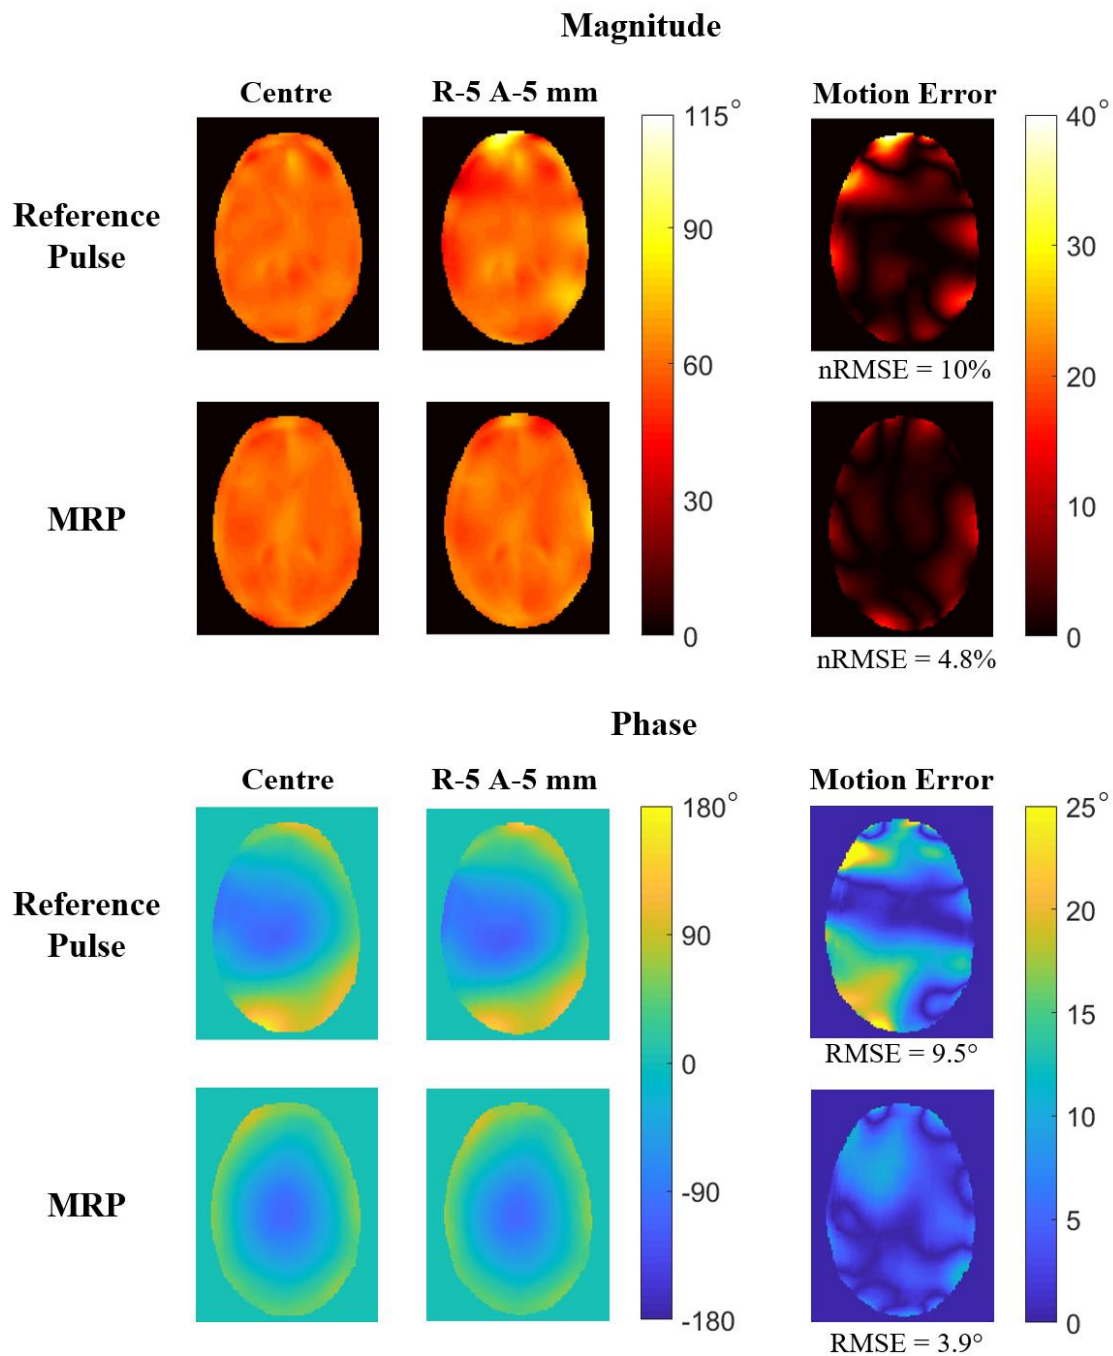 Magnitude
Centre
R-5 A-5 mm
Motion Error
115°
90
60
30
0
40°
30
20
10
0
Reference
Pulse
nRMSE = 10%
MRP
nRMSE = 4.8%
Phase
Centre
R-5 A-5 mm
Motion Error
180°
90
0
-90
-180
25°
20
15
10
5
0
Reference
Pulse
RMSE = 9.5°
MRP
RMSE = 3.9°